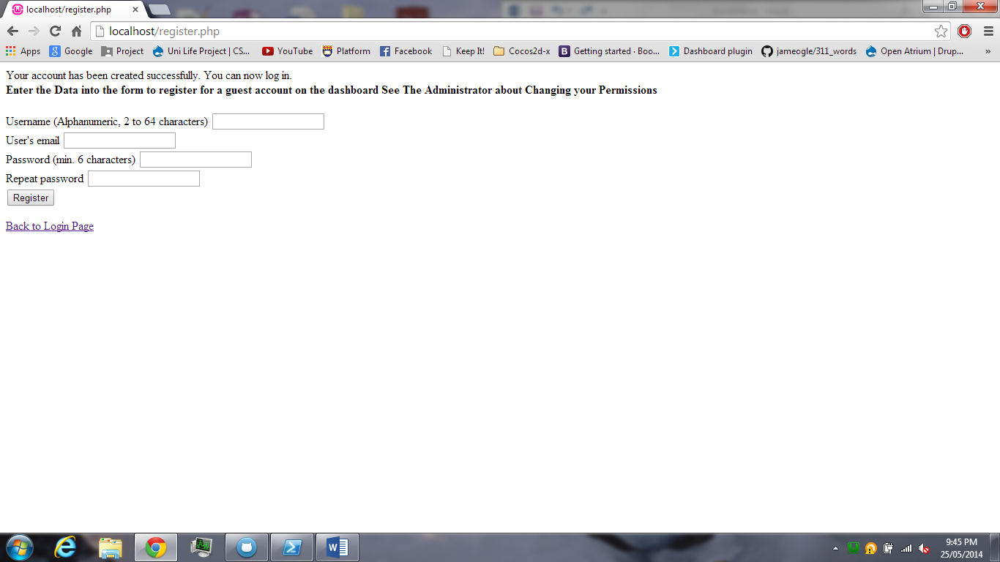 localhost/register.php
localhost/register.php
Apps Google Project Uni Life Project | CS... YouTube Platform Facebook Keep It! Cocos2d-x Getting started · Boo... Dashboard plugin jameogle/311_words Open Atrium | Drup... »
Your account has been created successfully. You can now log in.
Enter the Data into the form to register for a guest account on the dashboard See The Administrator about Changing your Permissions
Username (Alphanumeric, 2 to 64 characters)
User's email
Password (min. 6 characters)
Repeat password
Register
Back to Login Page
9:45 PM
25/05/2014